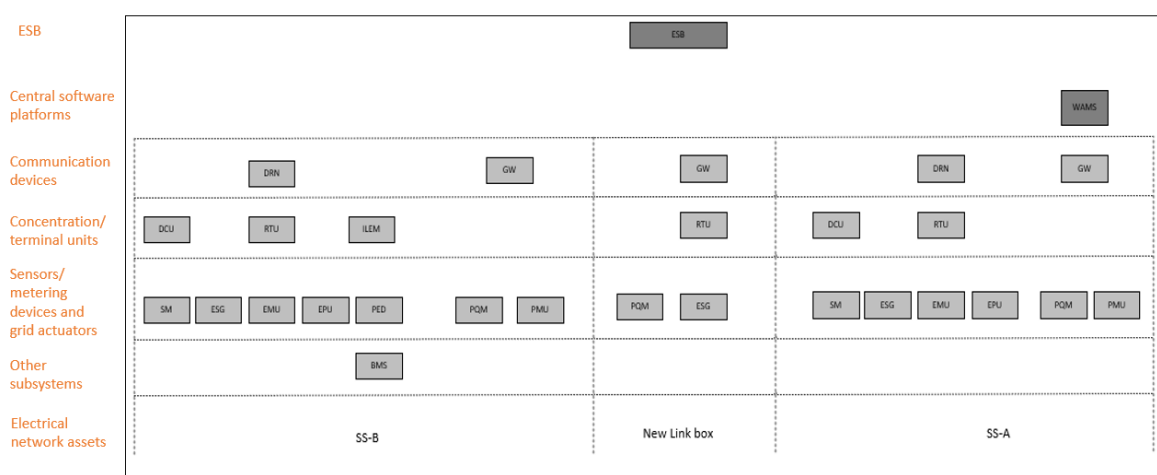 ESB
ESB
Central software
platforms
WAMS
Communication
devices
DRN
GW
GW
DRN
GW
Concentration/
terminal units
DCU
RTU
ILEM
RTU
DCU
RTU
Sensors/
metering
devices and
grid actuators
SM
ESG
EMU
EPU
PED
PQM
PMU
PQM
ESG
SM
ESG
EMU
EPU
PQM
PMU
Other
subsystems
BMS
Electrical
network assets
SS-B
New Link box
SS-A